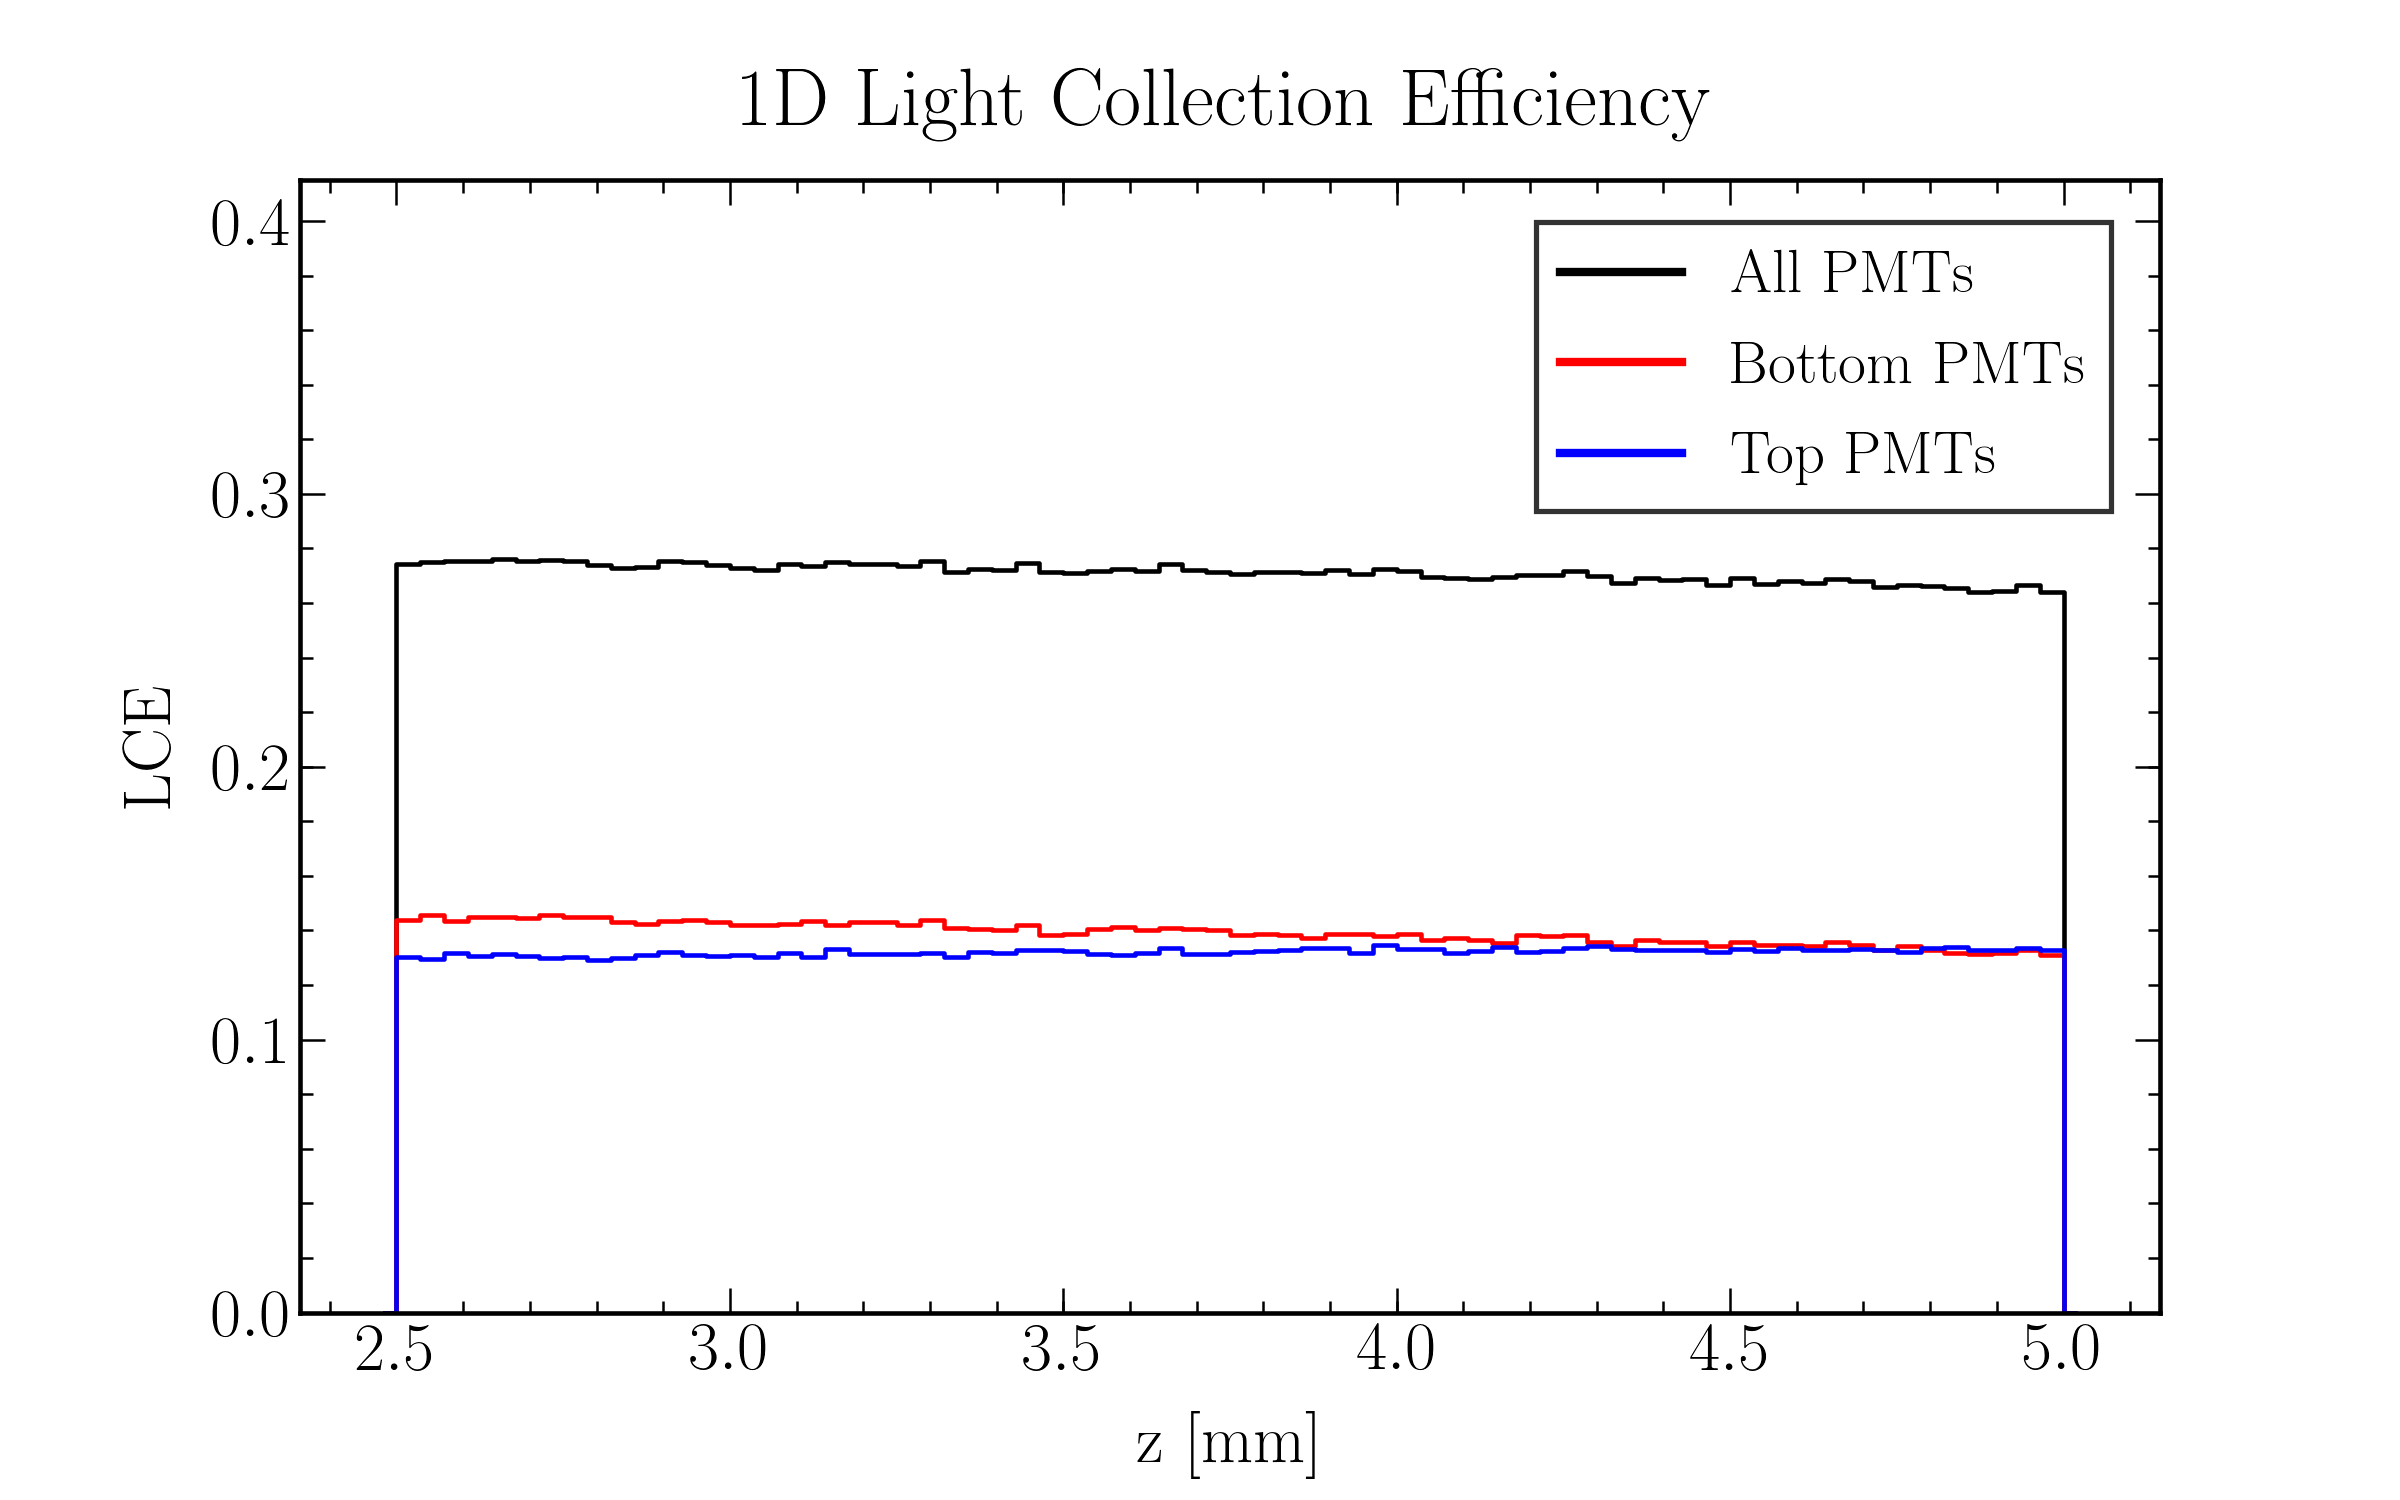 1D Light Collection Efficiency
0.4
0.3
0.2
0.1
0.0
LCE
All PMTs
Bottom PMTs
Top PMTs
2.5 3.0 3.5 4.0 4.5 5.0
z [mm]